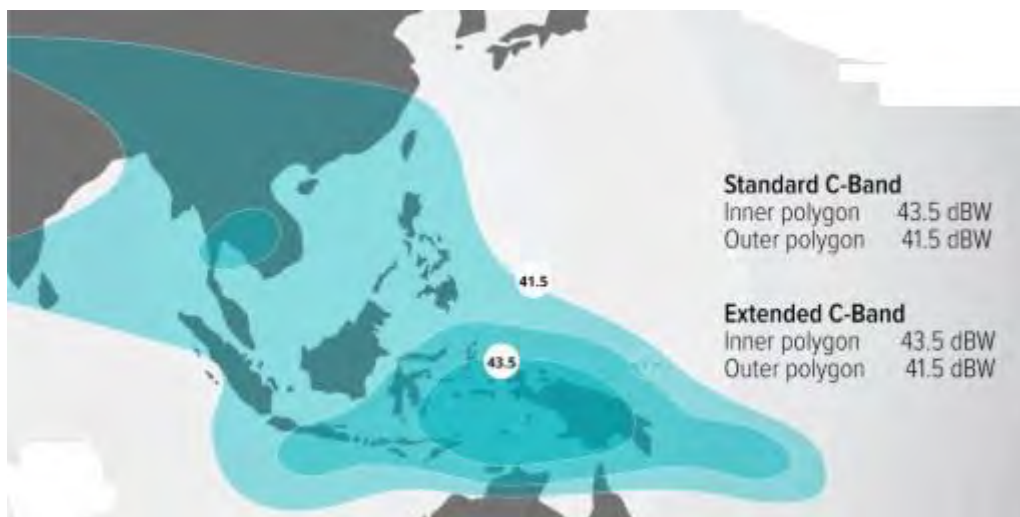 Standard C-Band
Inner polygon 43.5 dBW
Outer polygon 41.5 dBW
41.5
Extended C-Band
Inner polygon 43.5 dBW
Outer polygon 41.5 dBW
43.5